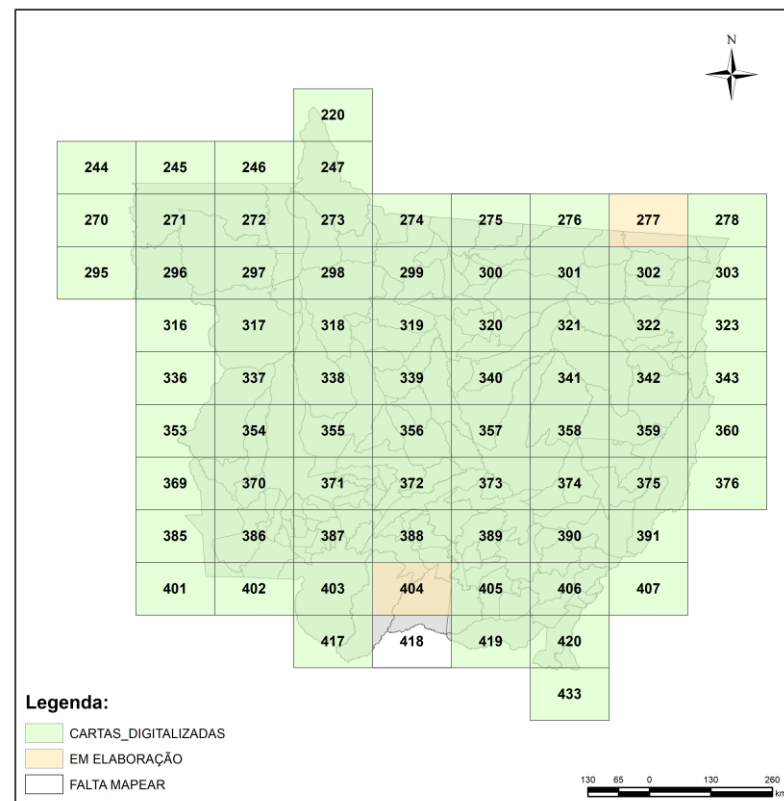 N
220
244 245 246 247
270 271 272 273 274 275 276 277 278
295 296 297 298 299 300 301 302 303
316 317 318 319 320 321 322 323
336 337 338 339 340 341 342 343
353 354 355 356 357 358 359 360
369 370 371 372 373 374 375 376
385 386 387 388 389 390 391
401 402 403 404 405 406 407
417 418 419 420
433
Legenda:
CARTAS_DIGITALIZADAS
EM ELABORAÇÃO
FALTA MAPEAR
130 65 0 130 260
km